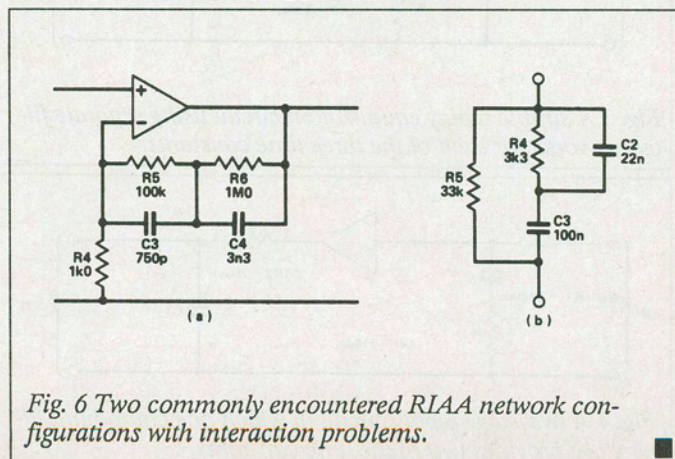 +
−
R5
100k
R6
1M0
C3
750p
C4
3n3
R4
1k0
(a)
R5
33k
R4
3k3
C2
22n
C3
100n
(b)
Fig. 6 Two commonly encountered RIAA network con-
figurations with interaction problems.